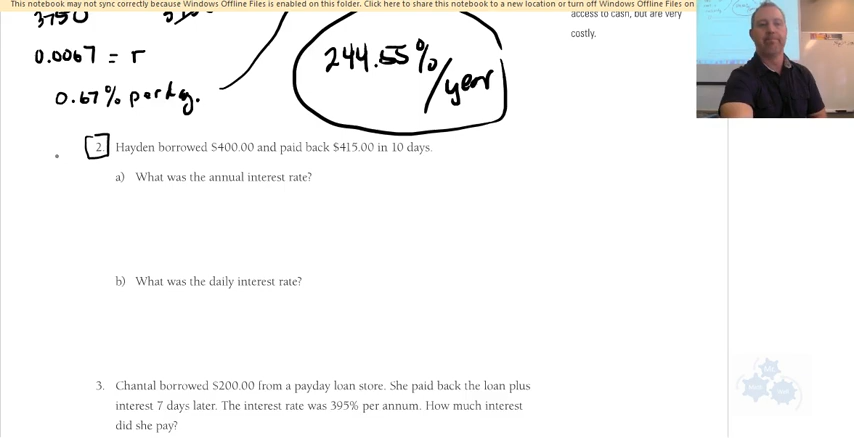 This notebook may not sync correctly because Windows Offline Files is enabled on this folder. Click here to share this notebook to a new location or turn off Windows Offline Files on
access to cash, but are very
costly.
0.0067 = r
0.67% per day.
244.55%/year
2. Hayden borrowed $400.00 and paid back $415.00 in 10 days.
a) What was the annual interest rate?
b) What was the daily interest rate?
3. Chantal borrowed $200.00 from a payday loan store. She paid back the loan plus
interest 7 days later. The interest rate was 395% per annum. How much interest
did she pay?